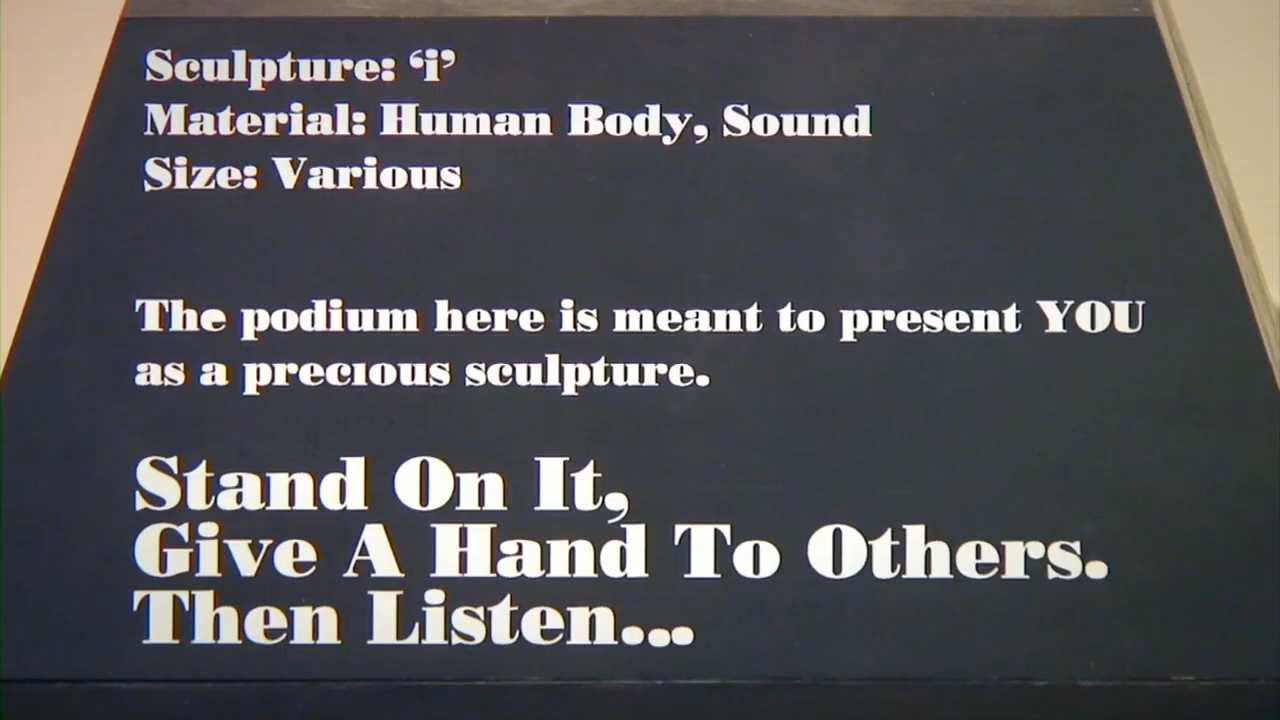 Sculpture: ‘i’
Material: Human Body, Sound
Size: Various
The podium here is meant to present YOU
as a precious sculpture.
Stand On It,
Give A Hand To Others.
Then Listen...